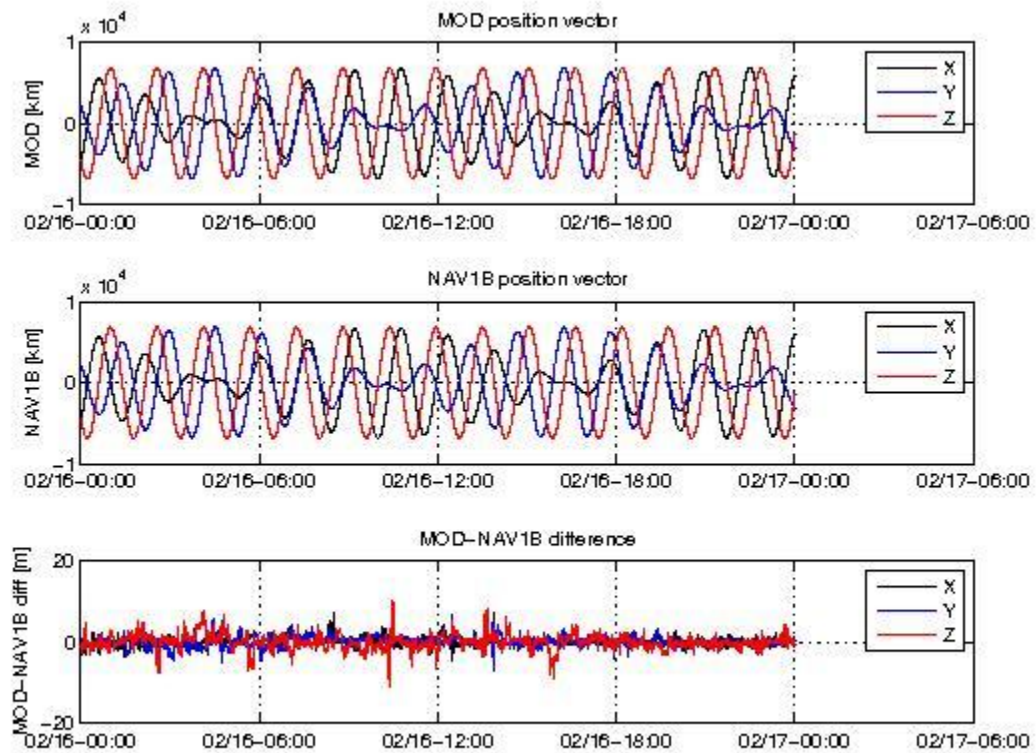 MOD position vector
x 10^4
1
0
-1
MOD [km]
X
Y
Z
02/16-00:00 02/16-06:00 02/16-12:00 02/16-18:00 02/17-00:00 02/17-06:00
NAV1B position vector
x 10^4
1
0
-1
NAV1B [km]
X
Y
Z
02/16-00:00 02/16-06:00 02/16-12:00 02/16-18:00 02/17-00:00 02/17-06:00
MOD-NAV1B difference
20
0
-20
MOD-NAV1B diff [m]
X
Y
Z
02/16-00:00 02/16-06:00 02/16-12:00 02/16-18:00 02/17-00:00 02/17-06:00